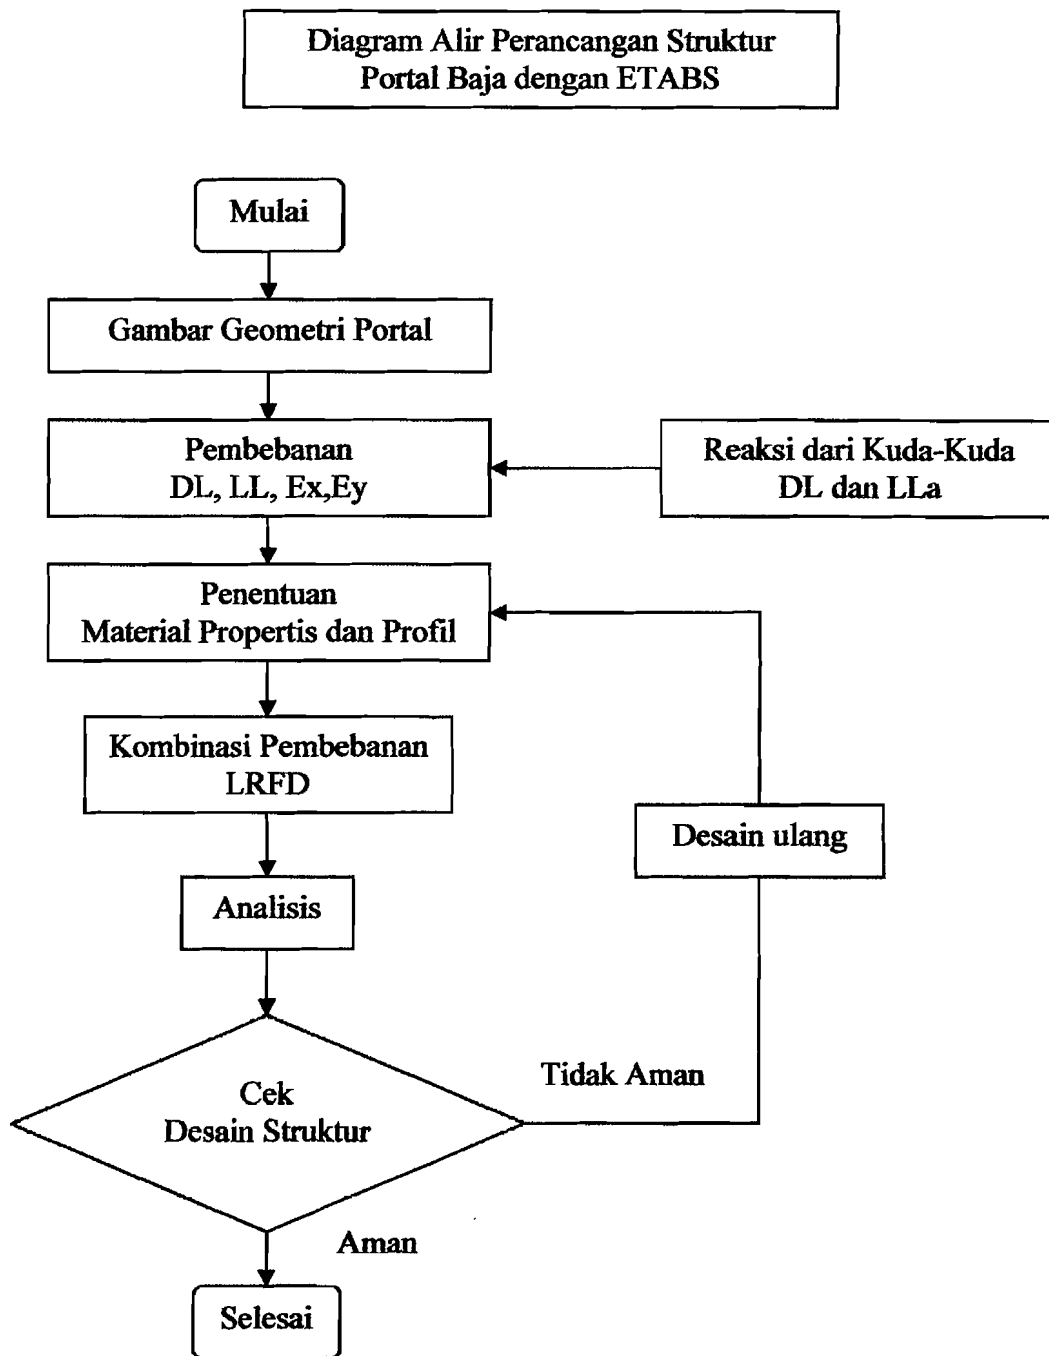 Diagram Alir Perancangan Struktur
Portal Baja dengan ETABS
Mulai
Gambar Geometri Portal
Pembebanan
DL, LL, Ex,Ey
Reaksi dari Kuda-Kuda
DL dan LLa
Penentuan
Material Propertis dan Profil
Kombinasi Pembebanan
LRFD
Desain ulang
Analisis
Cek
Desain Struktur
Tidak Aman
Aman
Selesai